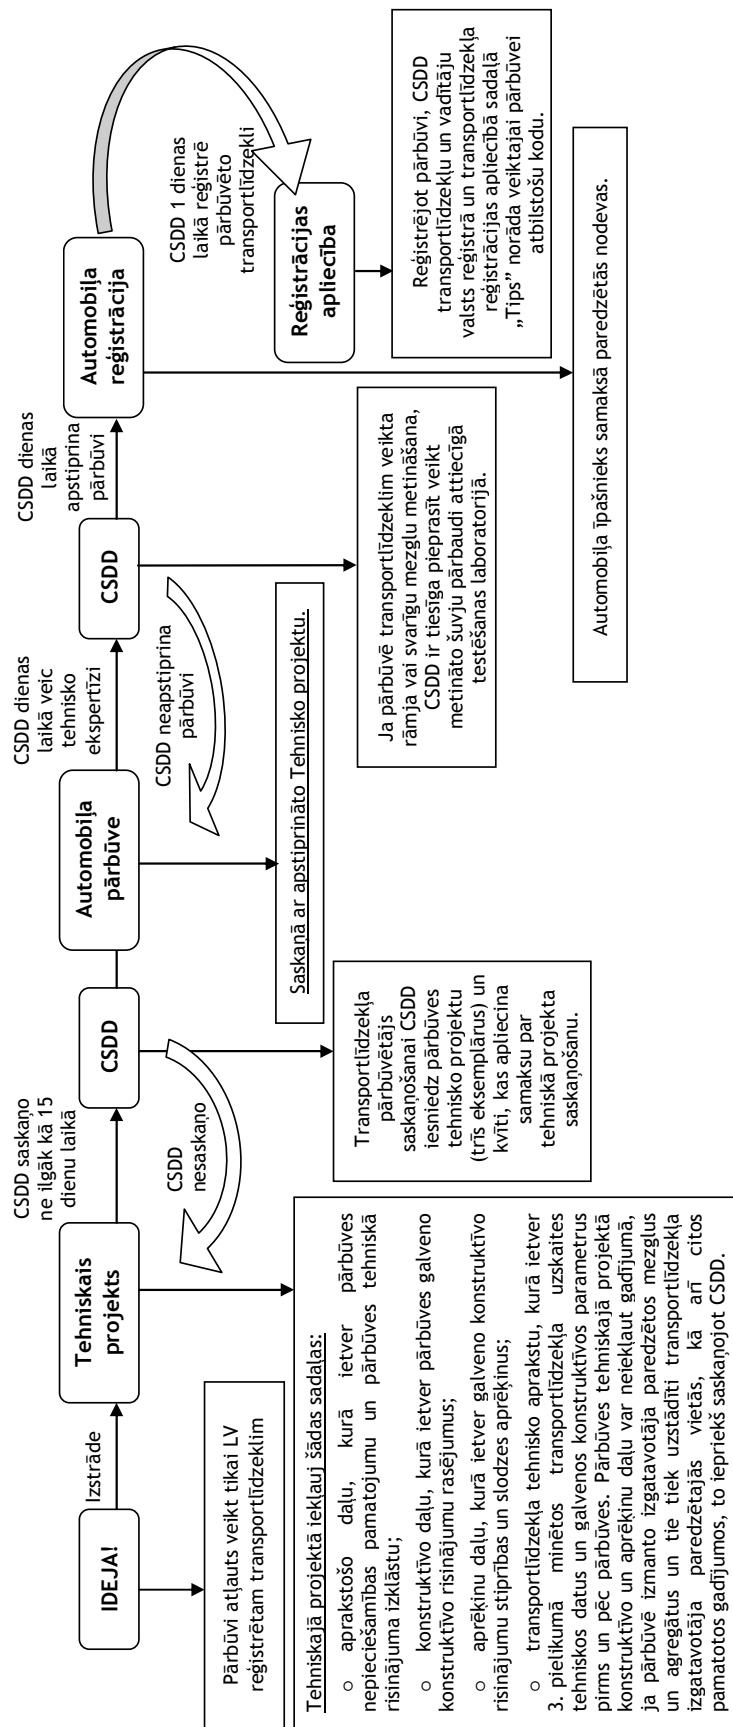 IDEJA!
Izstrāde
Tehniskais
projekts
CSDD saskaņo
ne ilgāk kā 15
dienu laikā
CSDD
Automobiļa
pārbūve
CSDD dienas
laikā veic
tehnisko
ekspertīzi
CSDD
CSDD dienas
laikā
apstiprina
pārbūvi
Automobiļa
reģistrācija
CSDD
nesaskaņo
CSDD neapstiprina
pārbūvi
CSDD 1 dienas
laikā reģistrē
pārbūvēto
transportlīdzekli
Reģistrācijas
apliecība
Pārbūvi atļauts veikt tikai LV
reģistrētam transportlīdzeklim
Tehniskajā projektā iekļauj šādas sadaļas:
o aprakstošo daļu, kurā ietver pārbūves
nepieciešamības pamatojumu un pārbūves tehniskā
risinājuma izklāstu;
o konstruktīvo daļu, kurā ietver pārbūves galveno
konstruktīvo risinājumu rasējumus;
o aprēķinu daļu, kurā ietver galveno konstruktīvo
risinājumu stiprības un slodzes aprēķinus;
o transportlīdzekļa tehnisko aprakstu, kurā ietver
3. pielikumā minētos transportlīdzekļa uzskaites
tehniskos datus un galvenos konstruktīvos parametrus
pirms un pēc pārbūves. Pārbūves tehniskajā projektā
konstruktīvo un aprēķinu daļu var neiekļaut gadījumā,
ja pārbūvē izmanto izgatavotāja paredzētos mezglus
un agregātus un tie tiek uzstādīti transportlīdzekļa
izgatavotāja paredzētajās vietās, kā arī citos
pamatotos gadījumos, to iepriekš saskaņojot CSDD.
Transportlīdzekļa
pārbūvētājs
saskaņošanai CSDD
iesniedz pārbūves
tehnisko projektu
(trīs eksemplārus) un
kvīti, kas apliecina
samaksu par
tehniskā projekta
saskaņošanu.
Saskaņā ar apstiprināto Tehnisko projektu.
Ja pārbūvē transportlīdzeklim veikta
rāmja vai svarīgu mezglu metināšana,
CSDD ir tiesīga pieprasīt veikt
metināto šuvju pārbaudi attiecīgā
testēšanas laboratorijā.
Reģistrējot pārbūvi, CSDD
transportlīdzekļu un vadītāju
valsts reģistrā un transportlīdzekļa
reģistrācijas apliecībā sadaļā
„Tips” norāda veiktajai pārbūvei
atbilstošu kodu.
Automobiļa īpašnieks samaksā paredzētās nodevas.